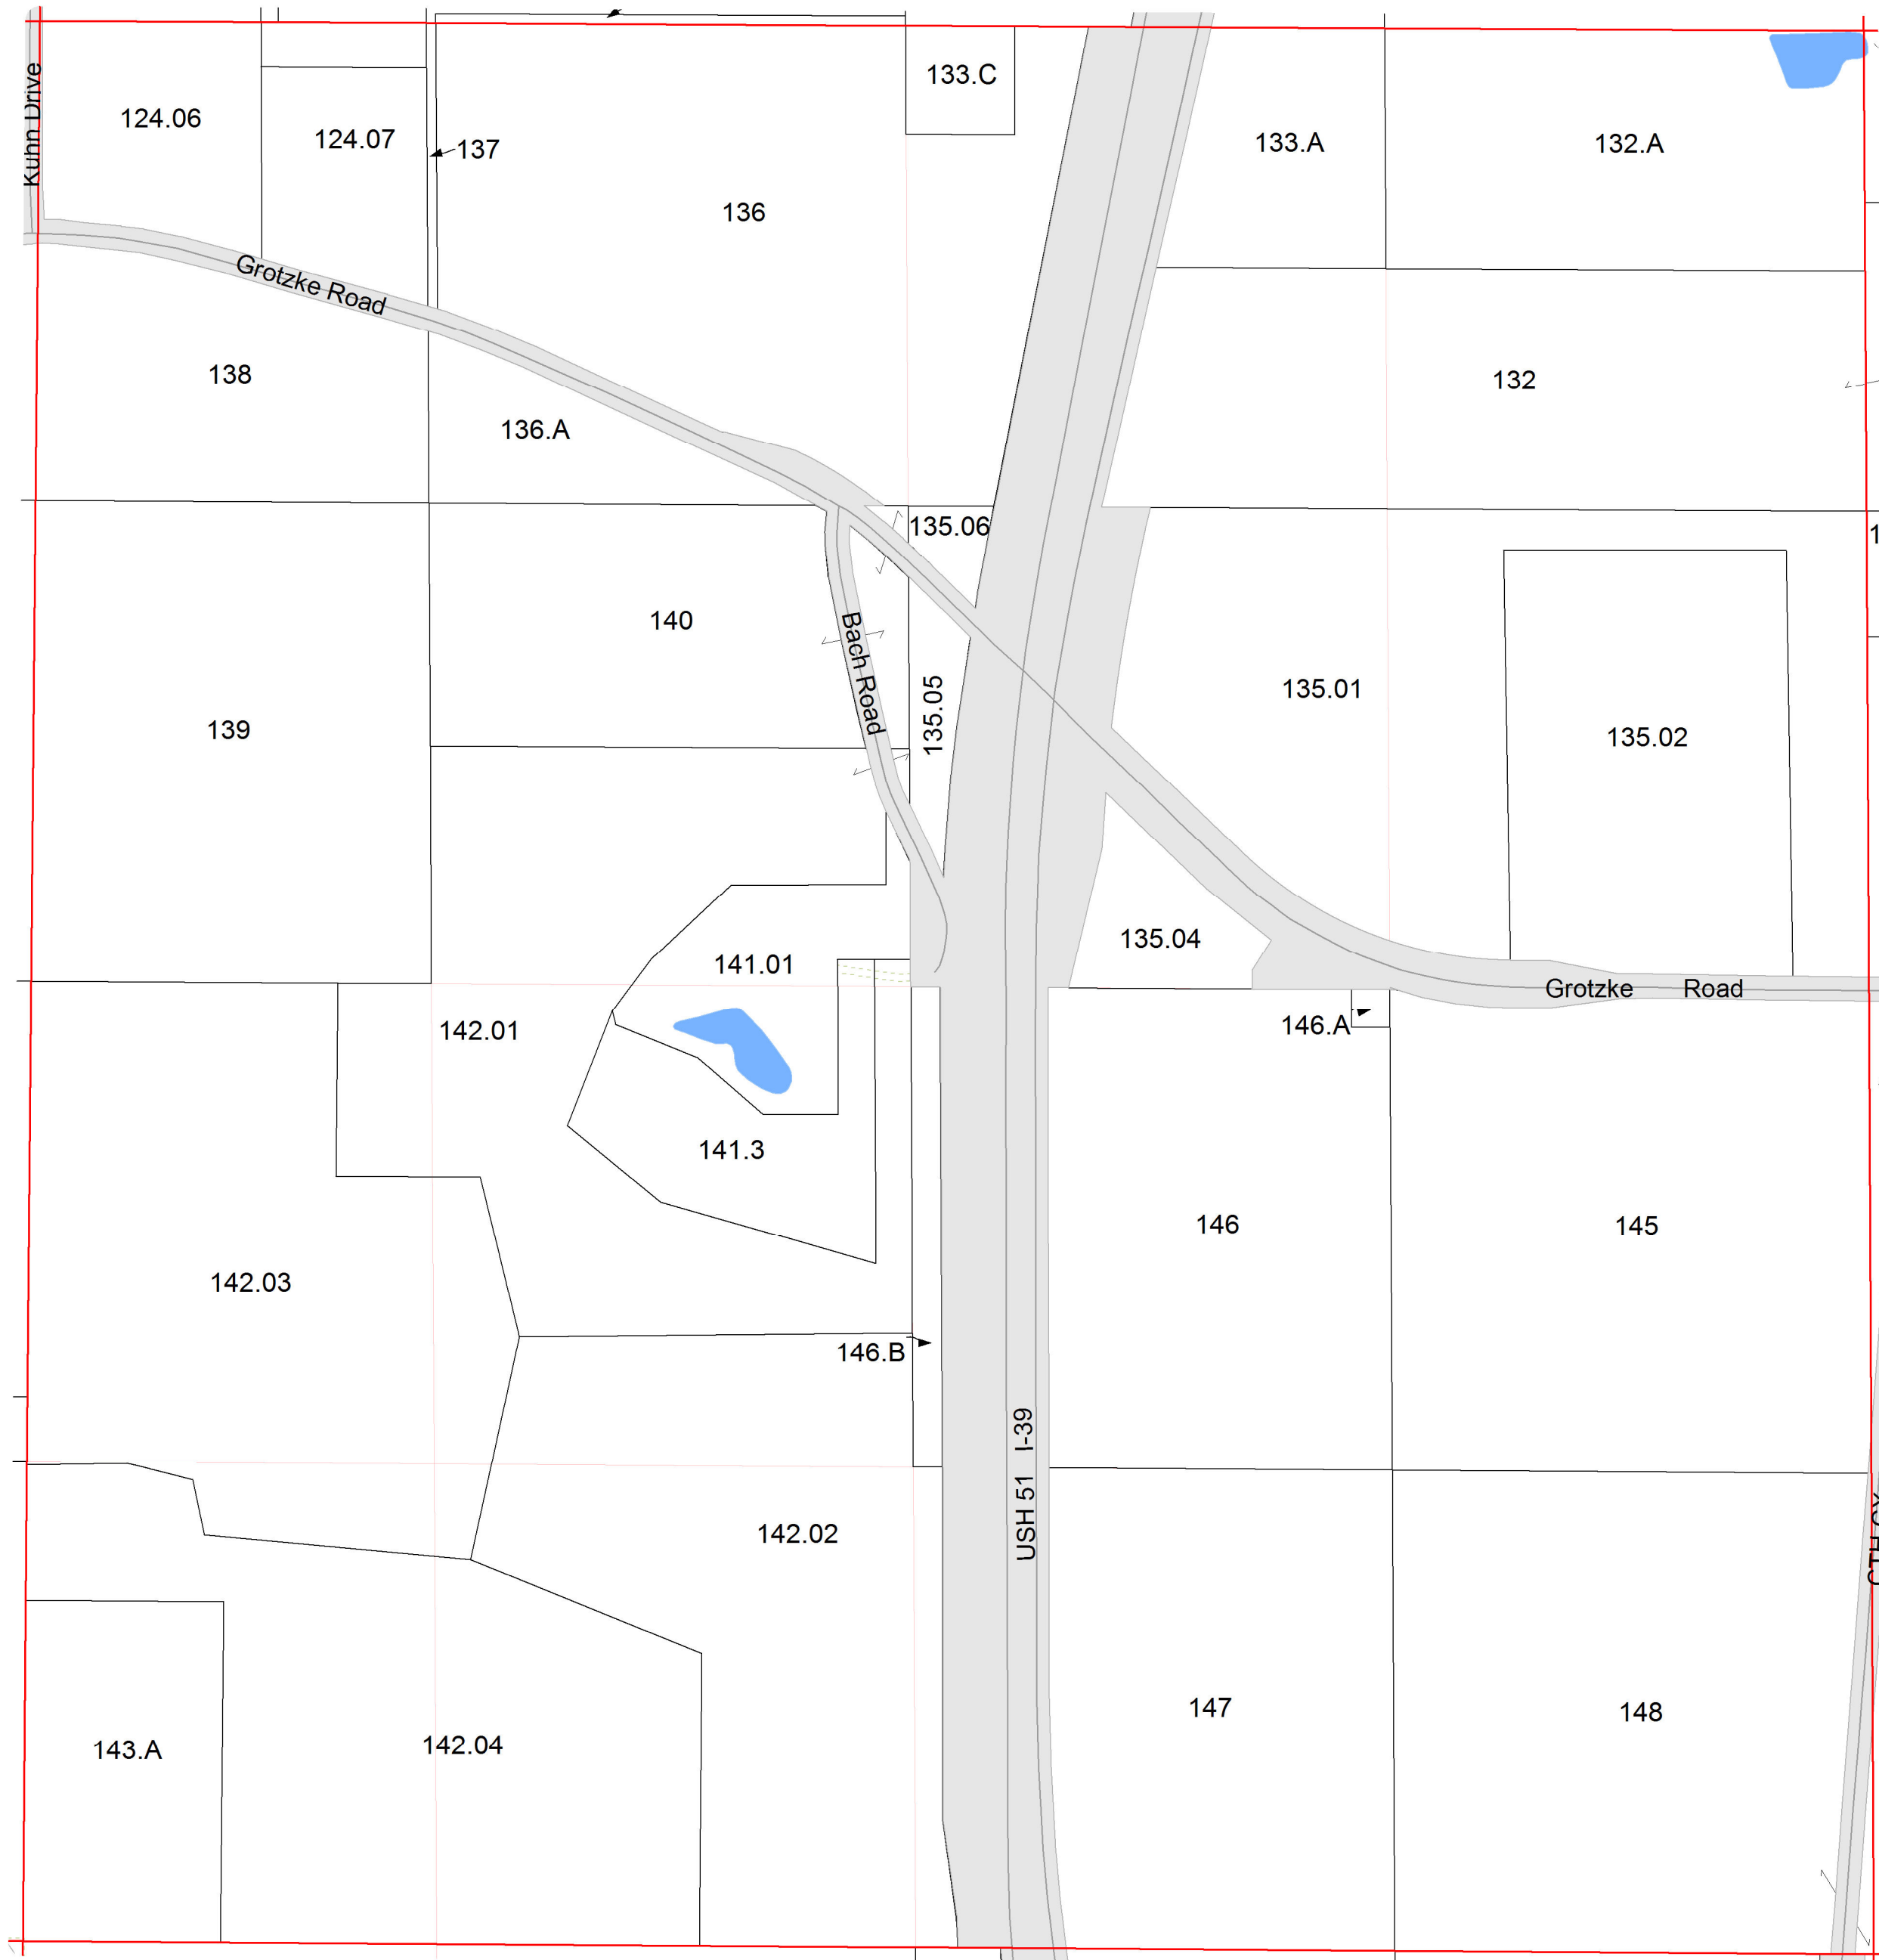 Kuhn Drive
124.06
124.07
137
136
133.C
133.A
132.A
Grotzke Road
138
136.A
132
135.06
140
Bach Road
135.05
135.01
135.02
139
135.04
141.01
142.01
Grotzke Road
146.A
141.3
146
145
142.03
146.B
USH 51 I-39
142.02
147
148
143.A
142.04